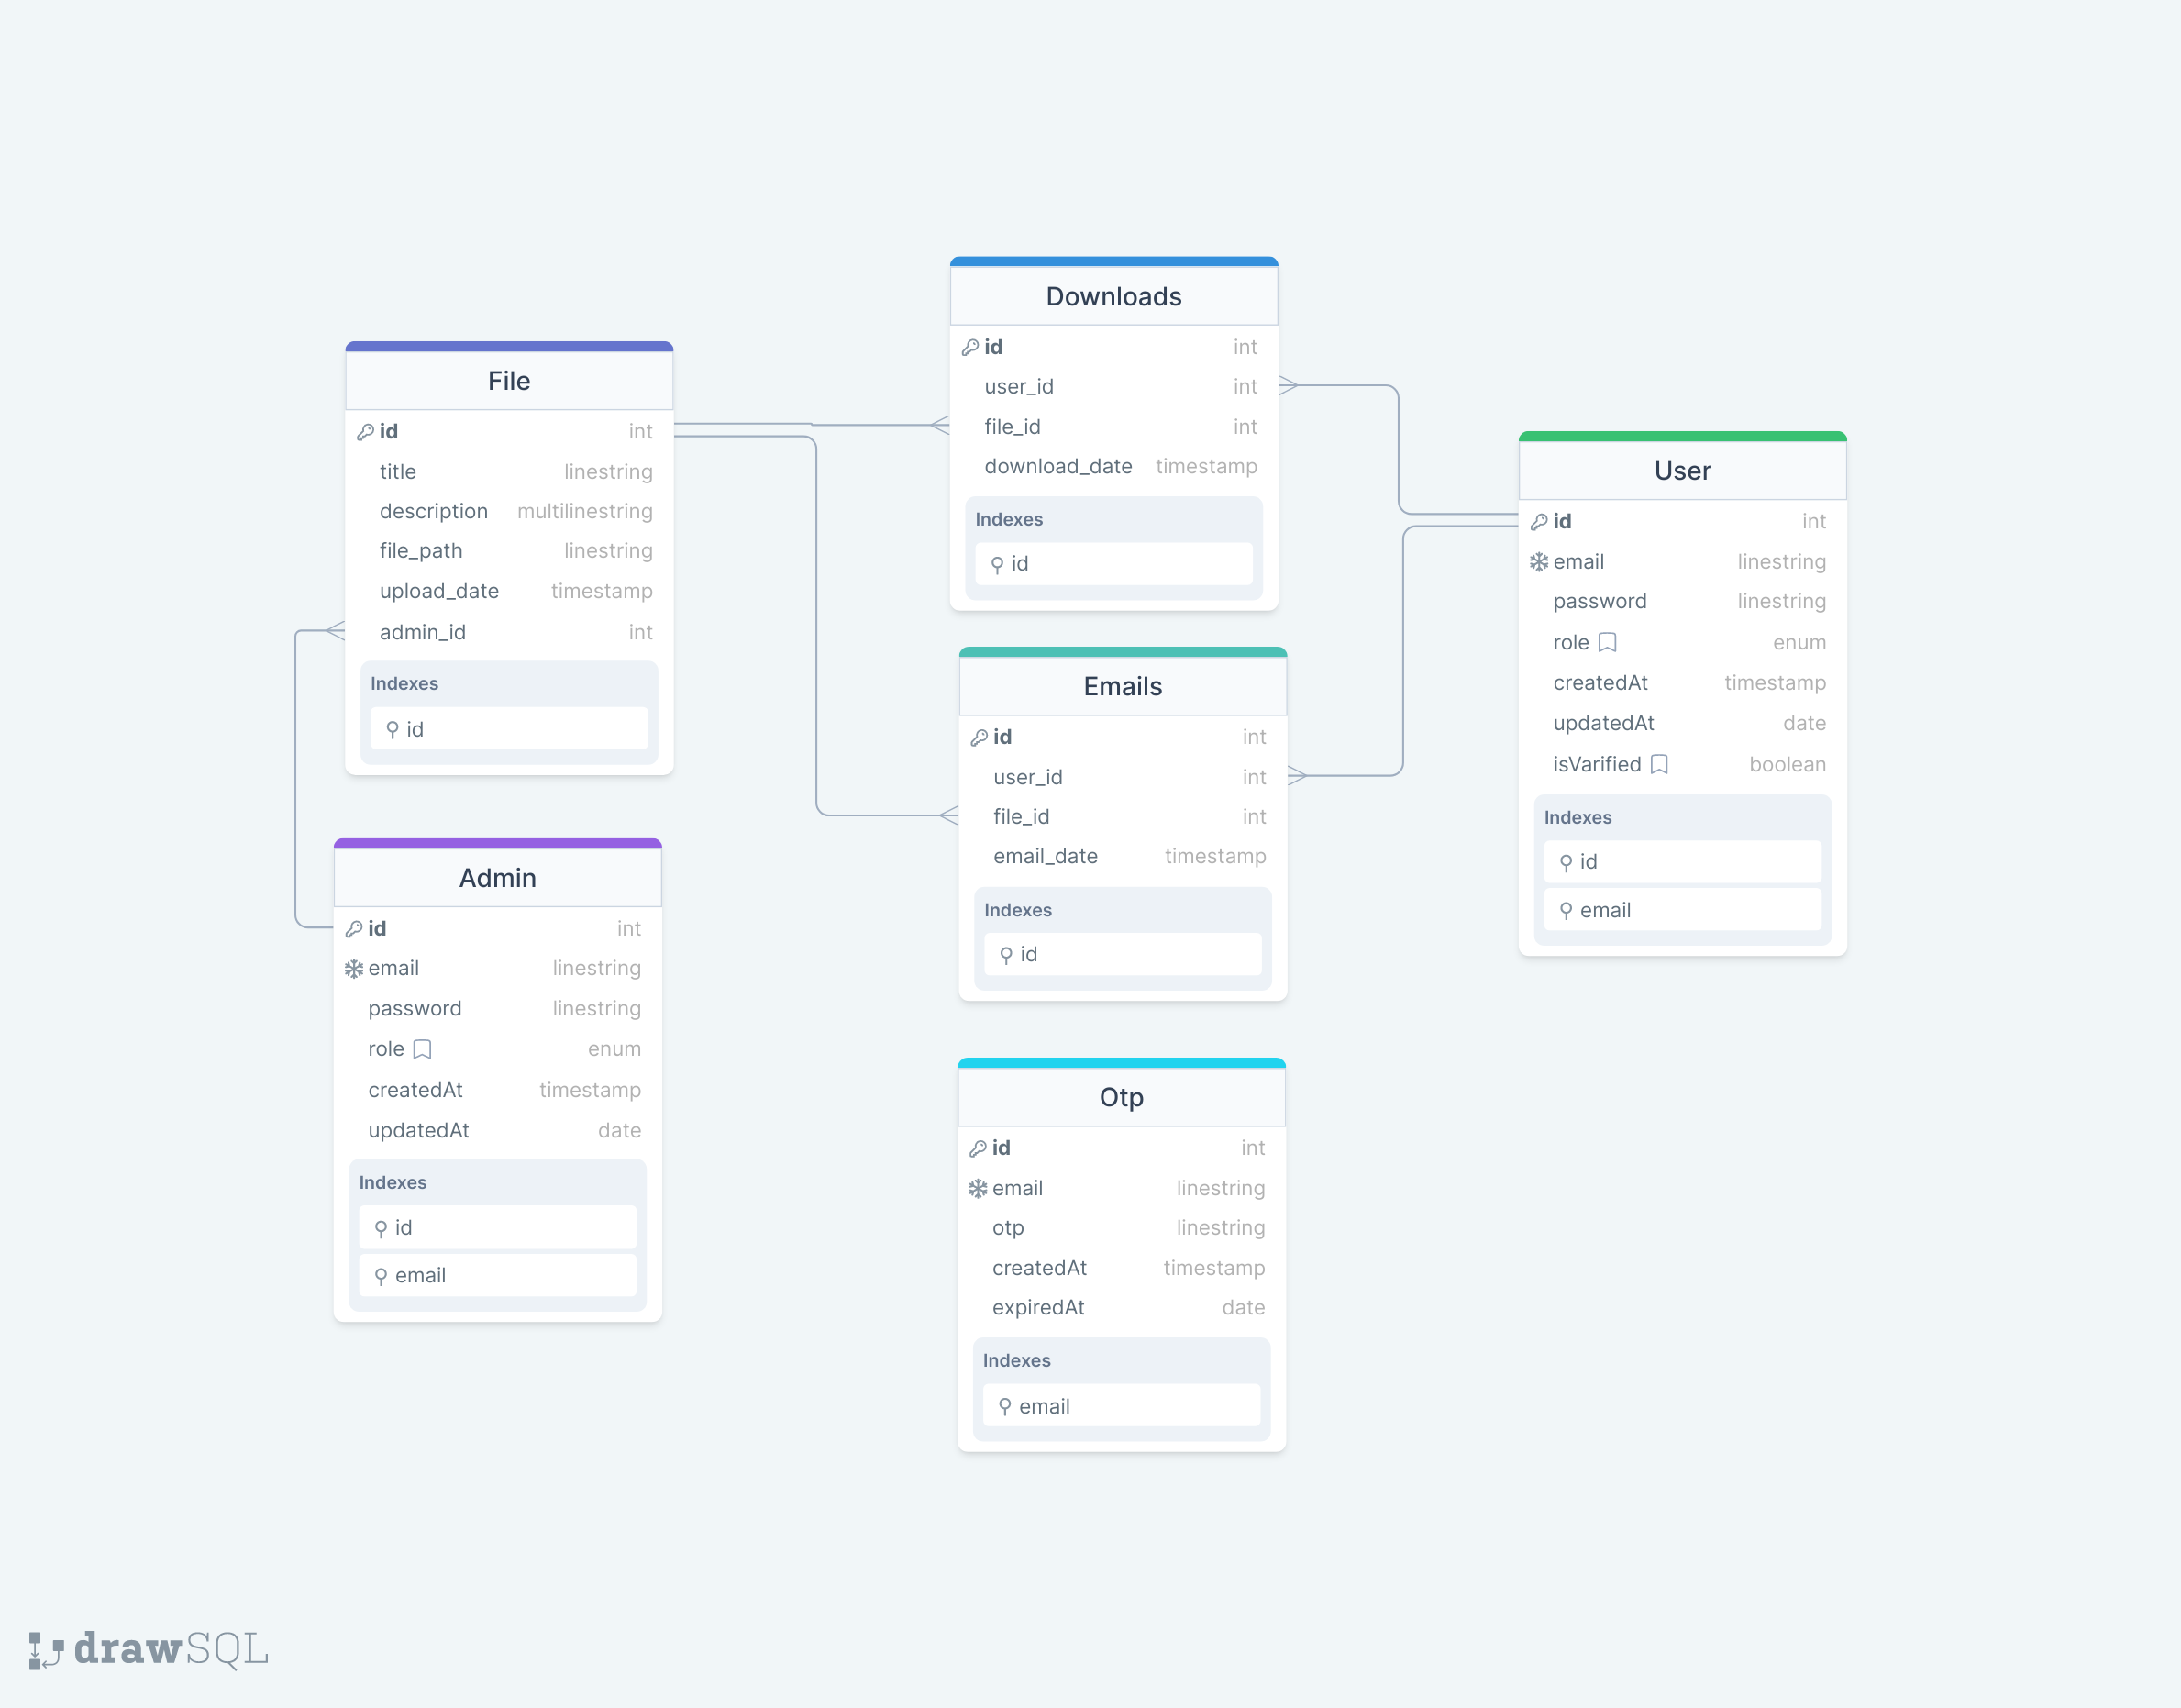 File
id int
title linestring
description multilinestring
file_path linestring
upload_date timestamp
admin_id int
Indexes
id
Admin
id int
email linestring
password linestring
role enum
createdAt timestamp
updatedAt date
Indexes
id
email
Downloads
id int
user_id int
file_id int
download_date timestamp
Indexes
id
Emails
id int
user_id int
file_id int
email_date timestamp
Indexes
id
Otp
id int
email linestring
otp linestring
createdAt timestamp
expiredAt date
Indexes
email
User
id int
email linestring
password linestring
role enum
createdAt timestamp
updatedAt date
isVarified boolean
Indexes
id
email
drawSQL